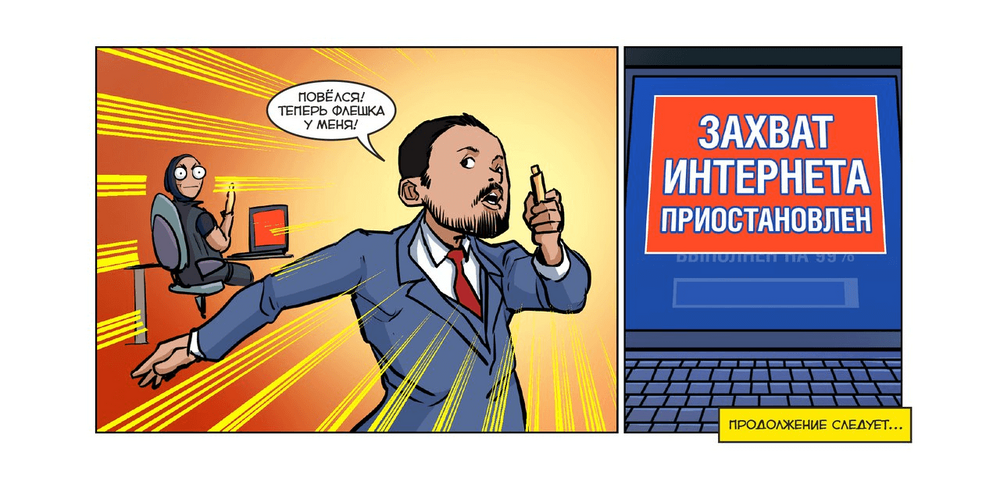 ПОВЁЛСЯ!
ТЕПЕРЬ ФЛЕШКА
У МЕНЯ!
ЗАХВАТ
ИНТЕРНЕТА
ПРИОСТАНОВЛЕН
ВЫПОЛНЕН НА 99%
ПРОДОЛЖЕНИЕ СЛЕДУЕТ...